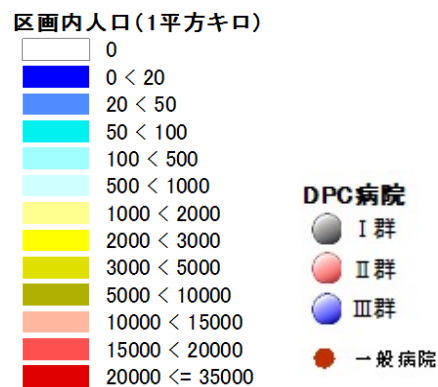 区画内人口(1平方キロ)
0
0 < 20
20 < 50
50 < 100
100 < 500
500 < 1000
1000 < 2000
2000 < 3000
3000 < 5000
5000 < 10000
10000 < 15000
15000 < 20000
20000 <= 35000
DPC病院
Ⅰ群
Ⅱ群
Ⅲ群
一般病院